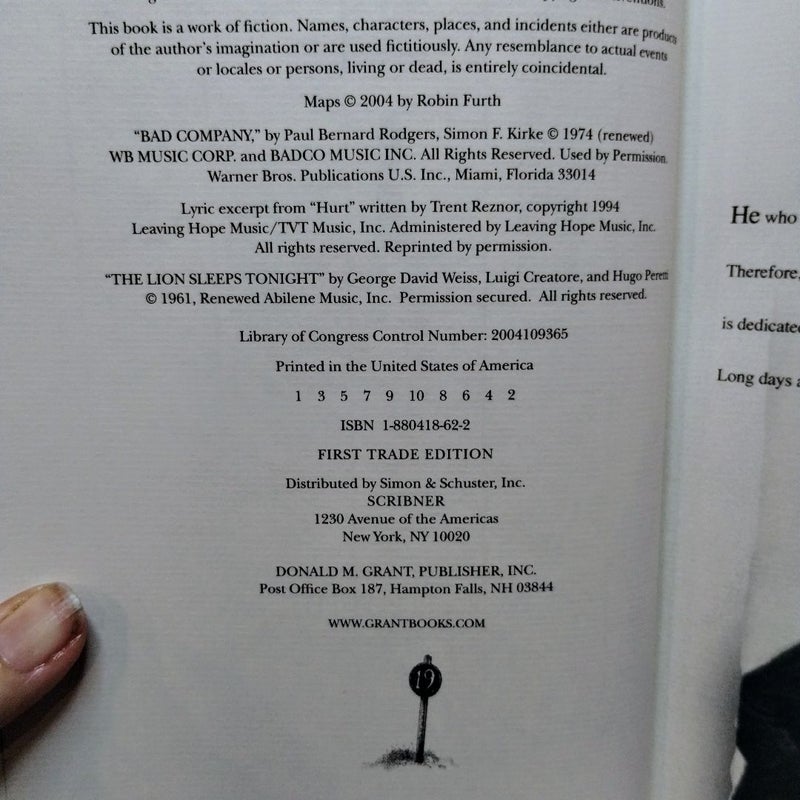 This book is a work of fiction. Names, characters, places, and incidents either are products
of the author's imagination or are used fictitiously. Any resemblance to actual events
or locales or persons, living or dead, is entirely coincidental.
Maps © 2004 by Robin Furth
"BAD COMPANY," by Paul Bernard Rodgers, Simon F. Kirke © 1974 (renewed)
WB MUSIC CORP. and BADCO MUSIC INC. All Rights Reserved. Used by Permission.
Warner Bros. Publications U.S. Inc., Miami, Florida 33014
Lyric excerpt from "Hurt" written by Trent Reznor, copyright 1994
Leaving Hope Music/TVT Music, Inc. Administered by Leaving Hope Music, Inc.
All rights reserved. Reprinted by permission.
"THE LION SLEEPS TONIGHT" by George David Weiss, Luigi Creatore, and Hugo Peretti
© 1961, Renewed Abilene Music, Inc. Permission secured. All rights reserved.
Library of Congress Control Number: 2004109365
Printed in the United States of America
1 3 5 7 9 10 8 6 4 2
ISBN 1-880418-62-2
FIRST TRADE EDITION
Distributed by Simon & Schuster, Inc.
SCRIBNER
1230 Avenue of the Americas
New York, NY 10020
DONALD M. GRANT, PUBLISHER, INC.
Post Office Box 187, Hampton Falls, NH 03844
WWW.GRANTBOOKS.COM
19
He who
Therefore,
is dedicated
Long days